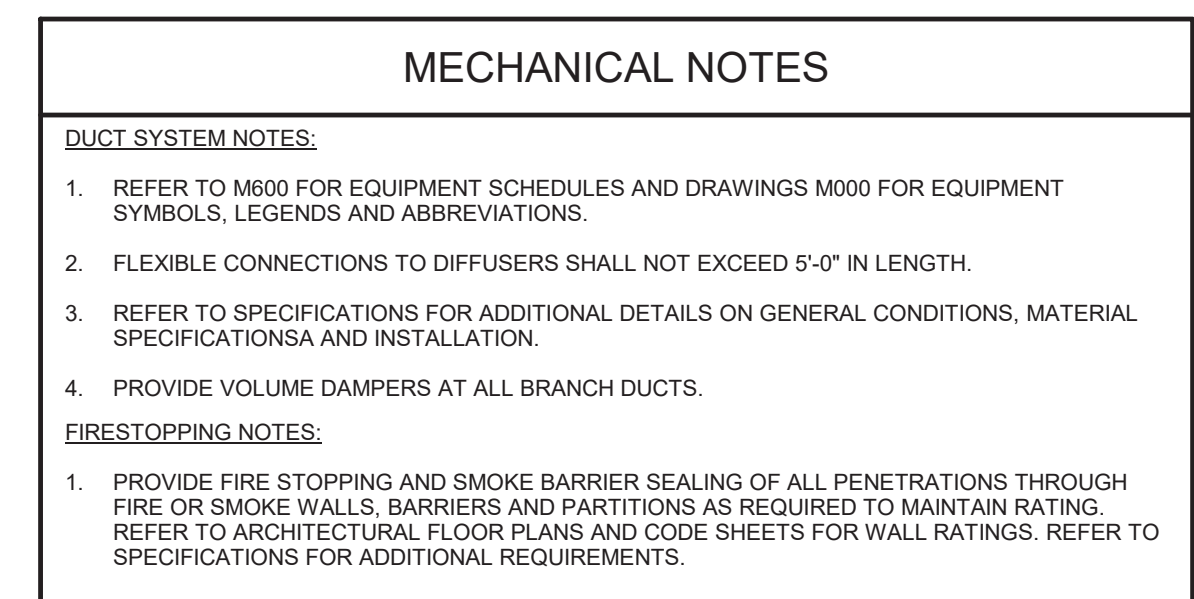 MECHANICAL NOTES
DUCT SYSTEM NOTES:
1. REFER TO M600 FOR EQUIPMENT SCHEDULES AND DRAWINGS M000 FOR EQUIPMENT
SYMBOLS, LEGENDS AND ABBREVIATIONS.
2. FLEXIBLE CONNECTIONS TO DIFFUSERS SHALL NOT EXCEED 5'-0" IN LENGTH.
3. REFER TO SPECIFICATIONS FOR ADDITIONAL DETAILS ON GENERAL CONDITIONS, MATERIAL
SPECIFICATIONSA AND INSTALLATION.
4. PROVIDE VOLUME DAMPERS AT ALL BRANCH DUCTS.
FIRESTOPPING NOTES:
1. PROVIDE FIRE STOPPING AND SMOKE BARRIER SEALING OF ALL PENETRATIONS THROUGH
FIRE OR SMOKE WALLS, BARRIERS AND PARTITIONS AS REQUIRED TO MAINTAIN RATING.
REFER TO ARCHITECTURAL FLOOR PLANS AND CODE SHEETS FOR WALL RATINGS. REFER TO
SPECIFICATIONS FOR ADDITIONAL REQUIREMENTS.